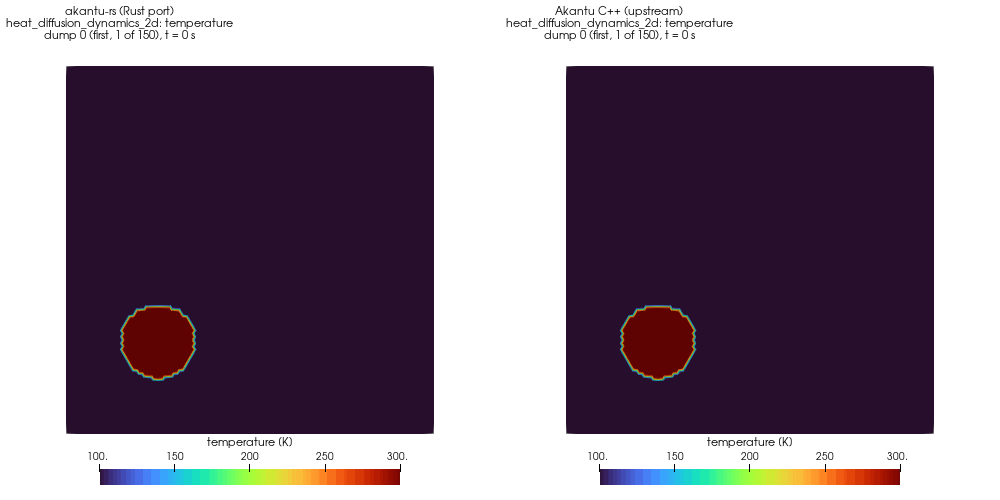 akantu-rs (Rust port)
heat_diffusion_dynamics_2d: temperature
dump 0 (first, 1 of 150), t = 0 s
temperature (K)
100. 150 200 250 300.
Akantu C++ (upstream)
heat_diffusion_dynamics_2d: temperature
dump 0 (first, 1 of 150), t = 0 s
temperature (K)
100. 150 200 250 300.